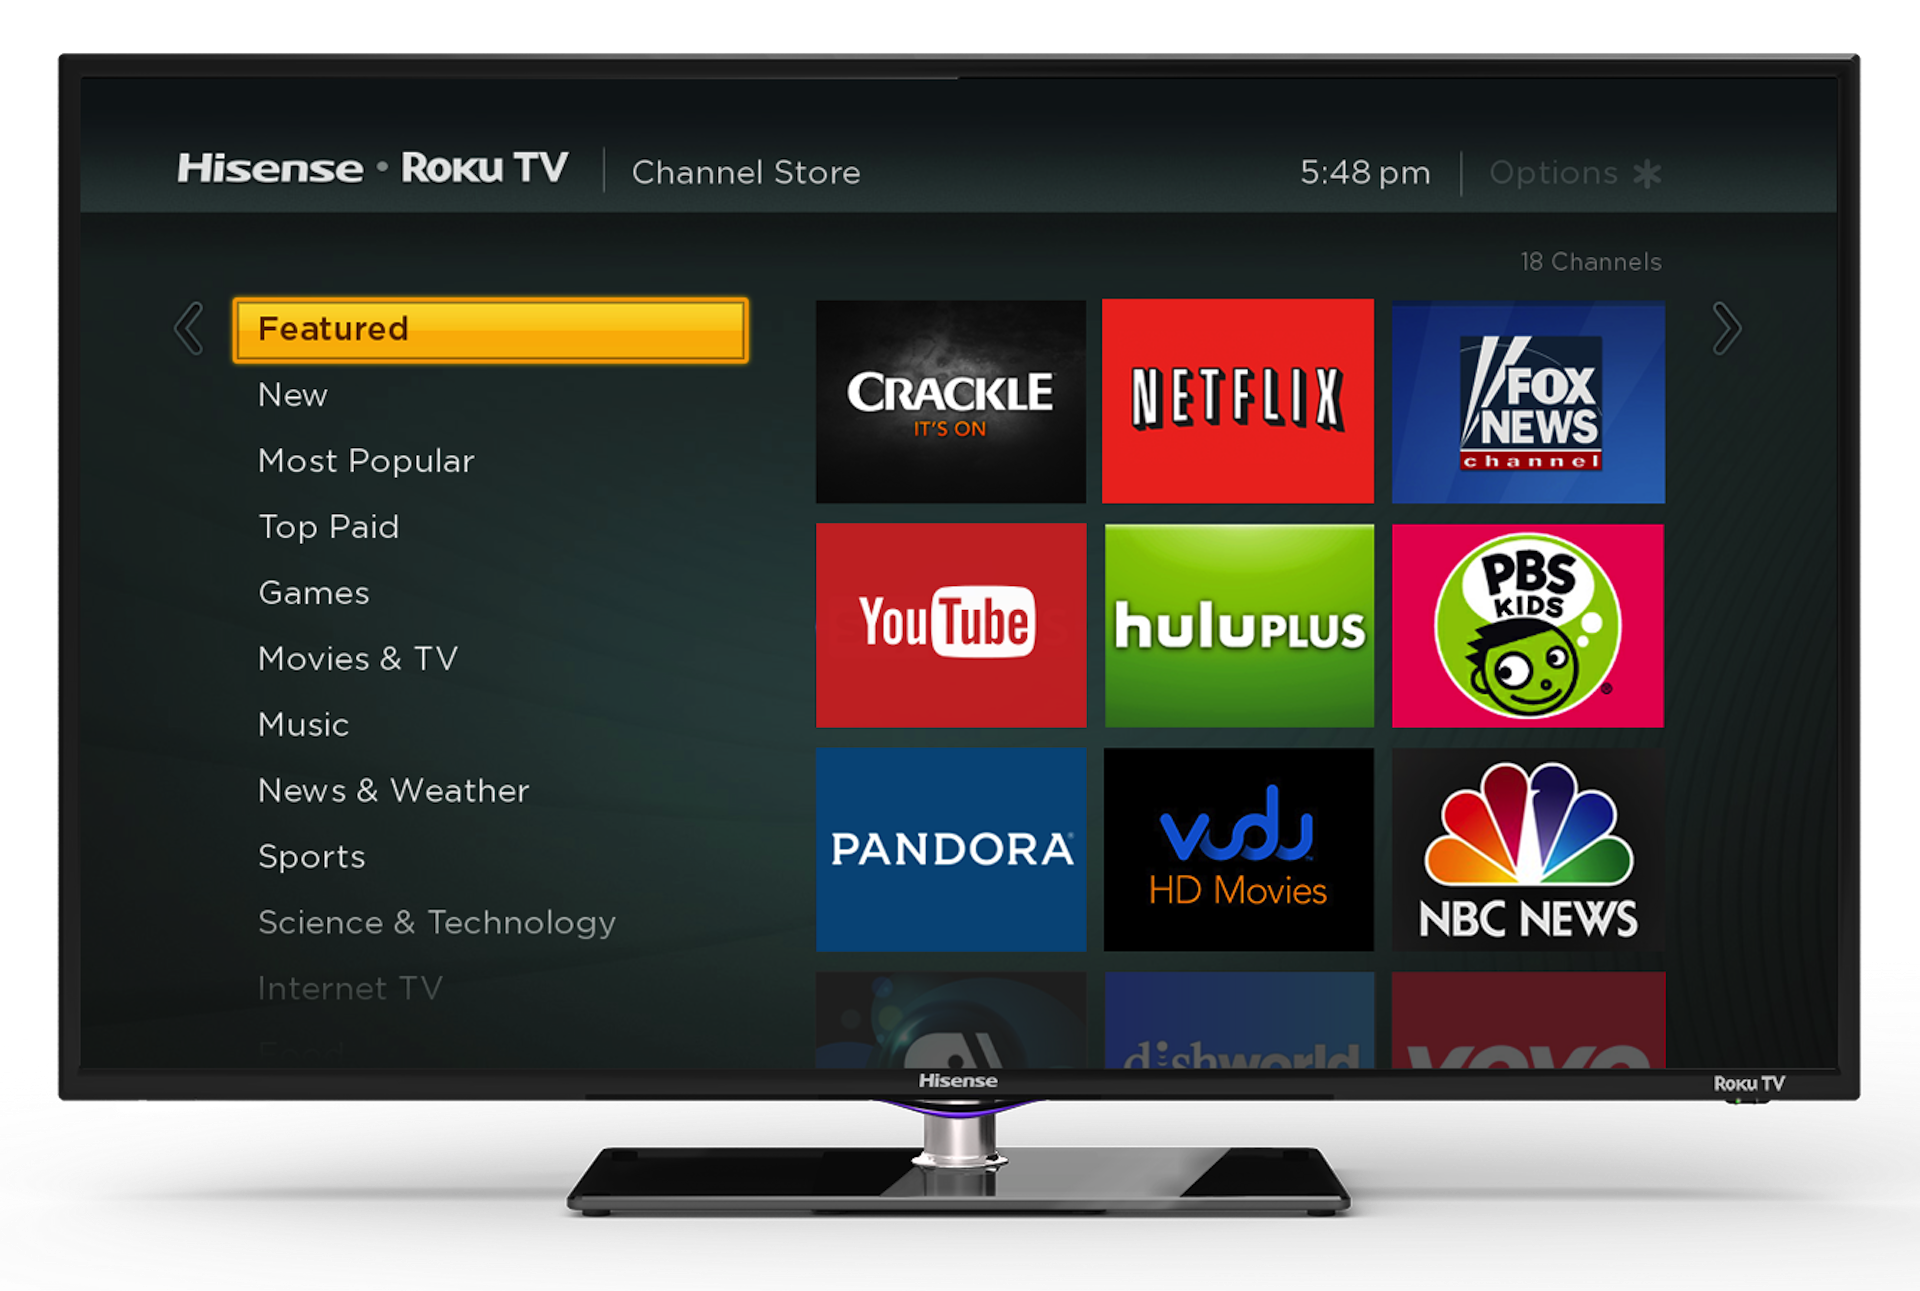 Hisense • ROKU TV
Channel Store
5:48 pm
Options *
18 Channels
Featured
New
Most Popular
Top Paid
Games
Movies & TV
Music
News & Weather
Sports
Science & Technology
Internet TV
CRACKLE
IT'S ON
NETFLIX
FOX
NEWS
channel
YouTube
huluPLUS
PBS
KIDS
PANDORA
vudu
HD Movies
NBC NEWS
dishworld
Hisense
ROKU TV